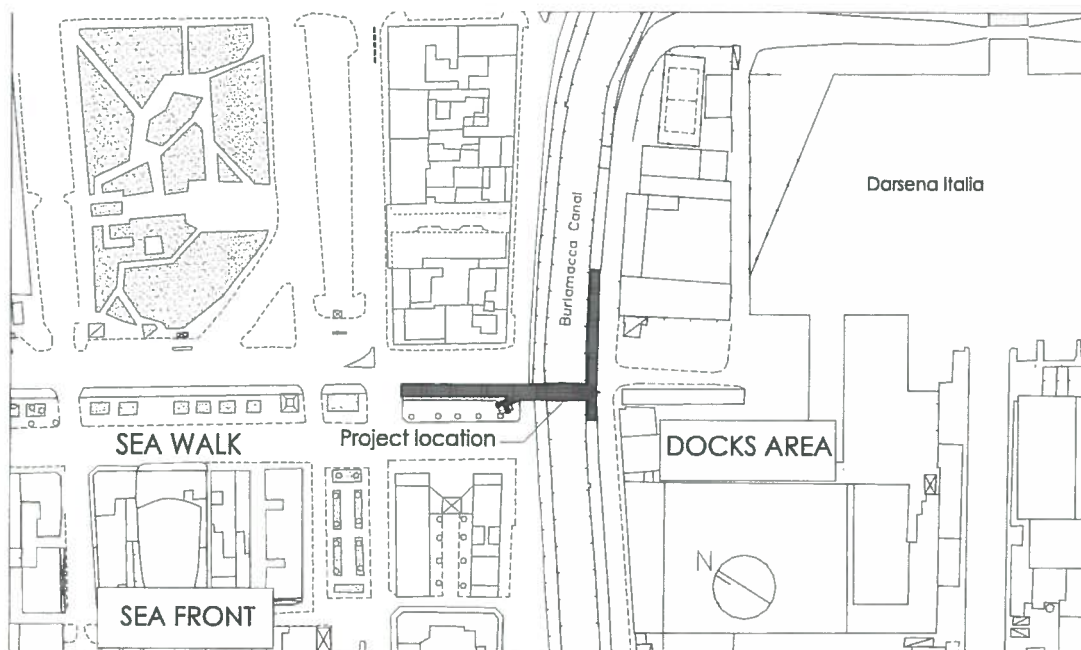 Darsena Italia
Burlamacca Canal
SEA WALK
Project location
DOCKS AREA
N
SEA FRONT